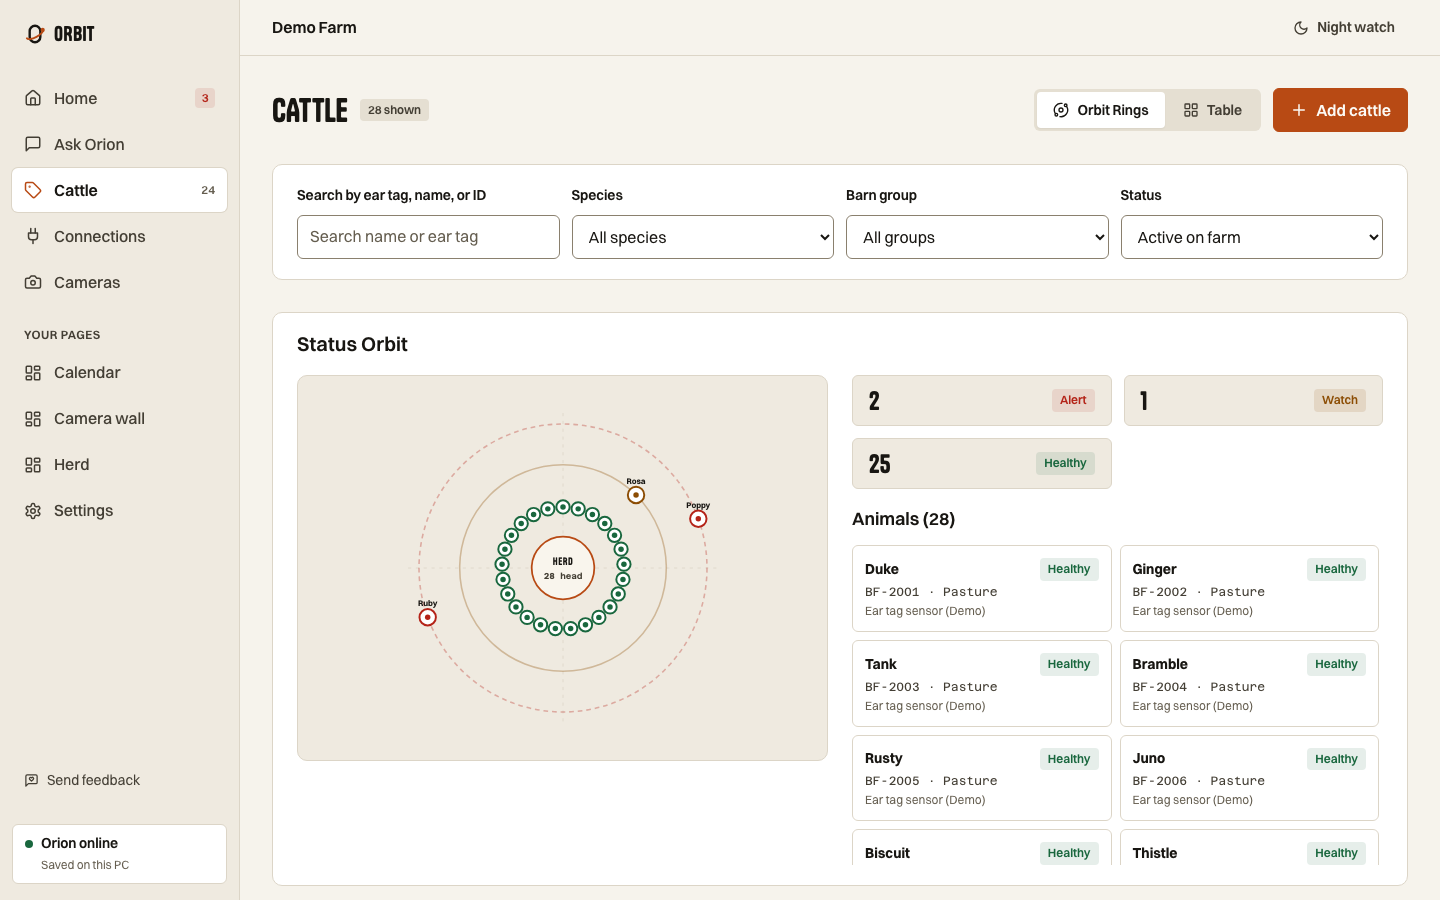 ORBIT
Home
3
Ask Orion
Cattle
24
Connections
Cameras
YOUR PAGES
Calendar
Camera wall
Herd
Settings
Send feedback
Orion online
Saved on this PC
Demo Farm
Night watch
CATTLE
28 shown
Orbit Rings
Table
Add cattle
Search by ear tag, name, or ID
Species
Barn group
Status
Search name or ear tag
All species
All groups
Active on farm
Status Orbit
Rosa
Poppy
HERD
28 head
Ruby
2
Alert
1
Watch
25
Healthy
Animals (28)
Duke
Healthy
BF-2001 · Pasture
Ear tag sensor (Demo)
Ginger
Healthy
BF-2002 · Pasture
Ear tag sensor (Demo)
Tank
Healthy
BF-2003 · Pasture
Ear tag sensor (Demo)
Bramble
Healthy
BF-2004 · Pasture
Ear tag sensor (Demo)
Rusty
Healthy
BF-2005 · Pasture
Ear tag sensor (Demo)
Juno
Healthy
BF-2006 · Pasture
Ear tag sensor (Demo)
Biscuit
Healthy
Thistle
Healthy